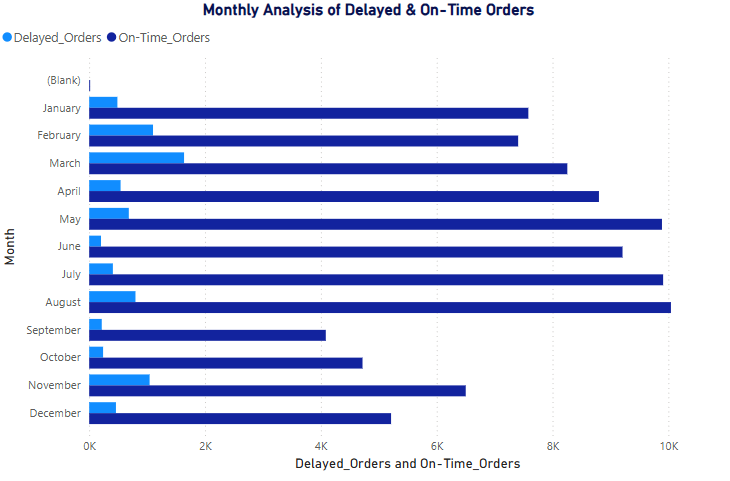 Monthly Analysis of Delayed & On-Time Orders
Delayed_Orders On-Time_Orders
(Blank)
January
February
March
April
May
June
July
August
September
October
November
December
Month
0K 2K 4K 6K 8K 10K
Delayed_Orders and On-Time_Orders